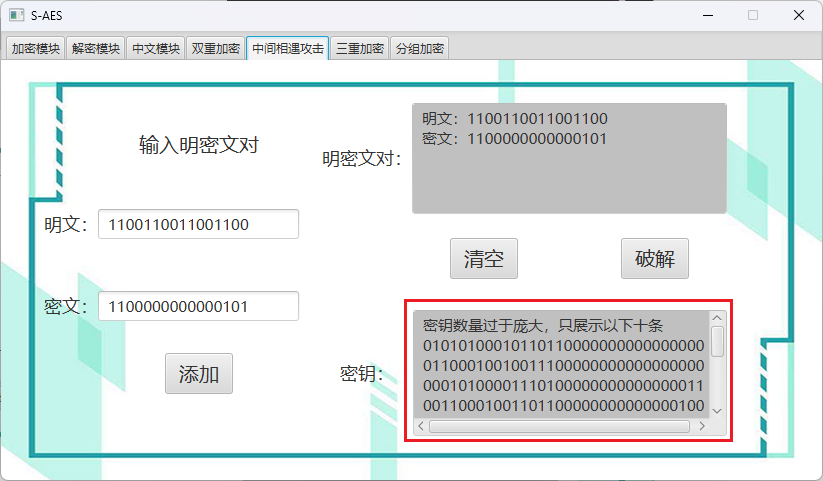 S-AES
加密模块 解密模块 中文模块 双重加密 中间相遇攻击 三重加密 分组加密
输入明密文对
明文： 1100110011001100
密文： 1100000000000101
添加
明密文对：
明文：1100110011001100
密文：1100000000000101
清空 破解
密钥：
密钥数量过于庞大，只展示以下十条